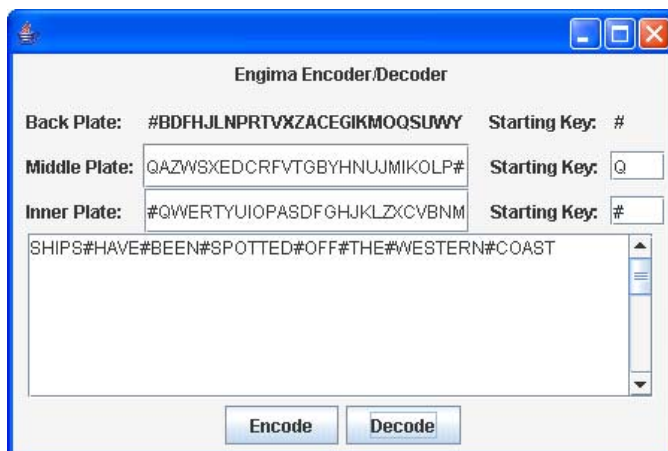 Engima Encoder/Decoder
Back Plate: #BDFHJLNPRTVXZACEGIKMOQSUWY Starting Key: #
Middle Plate: QAZWSXEDCRFVTGBYHNUJMIKOLP# Starting Key: Q
Inner Plate: #QWERTYUIOPASDFGHJKLZXCVBNM Starting Key: #
SHIPS#HAVE#BEEN#SPOTTED#OFF#THE#WESTERN#COAST
Encode Decode